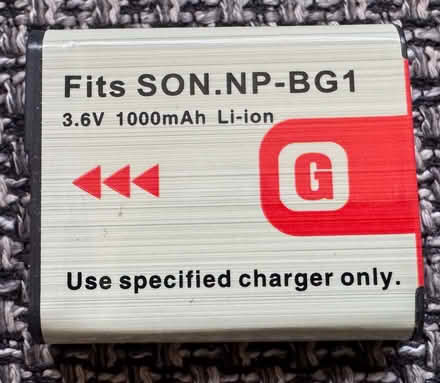 Fits SON.NP-BG1
3.6V 1000mAh Li-ion
G
Use specified charger only.